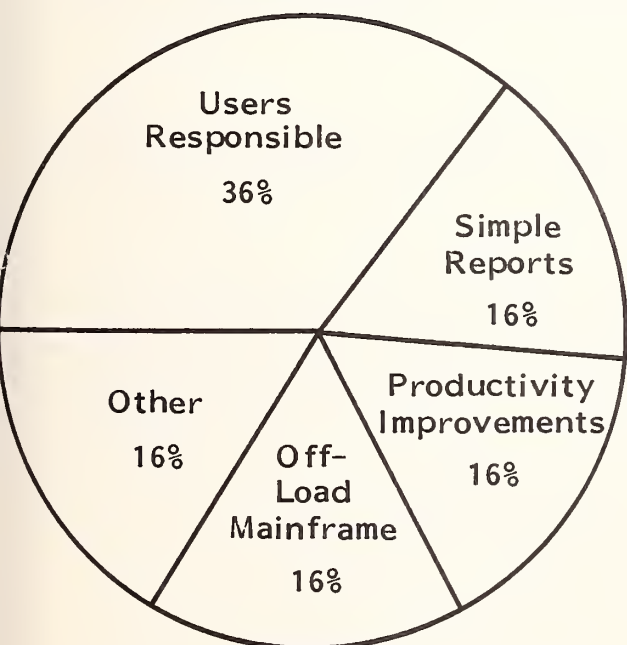 Users
Responsible
36%
Simple
Reports
16%
Productivity
Improvements
16%
Off-
Load
Mainframe
16%
Other
16%